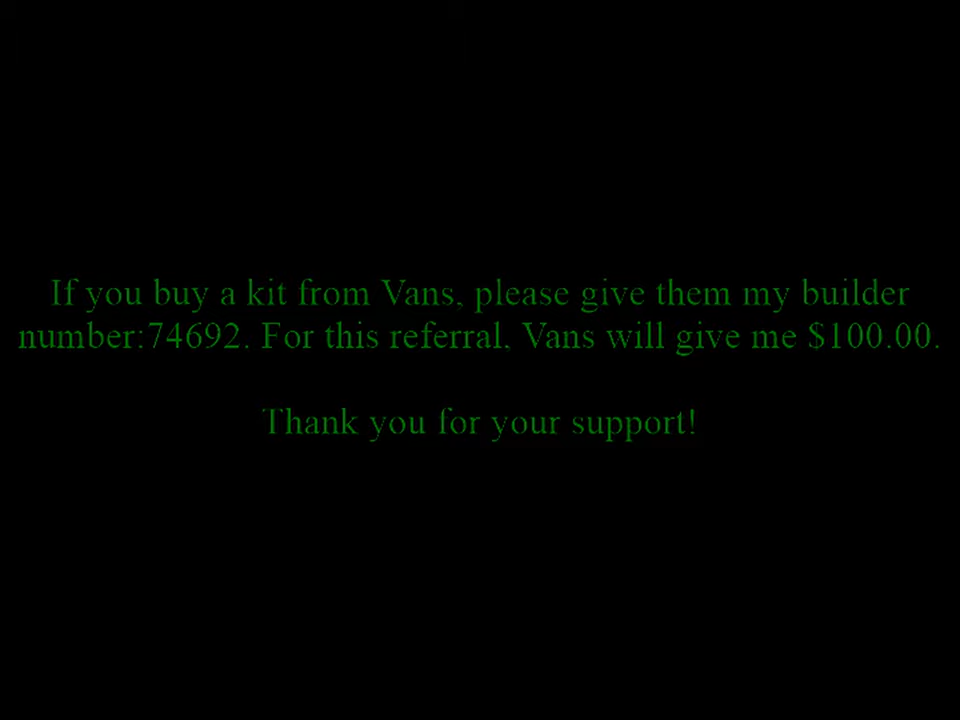 If you buy a kit from Vans, please give them my builder
number:74692. For this referral, Vans will give me $100.00.
Thank you for your support!